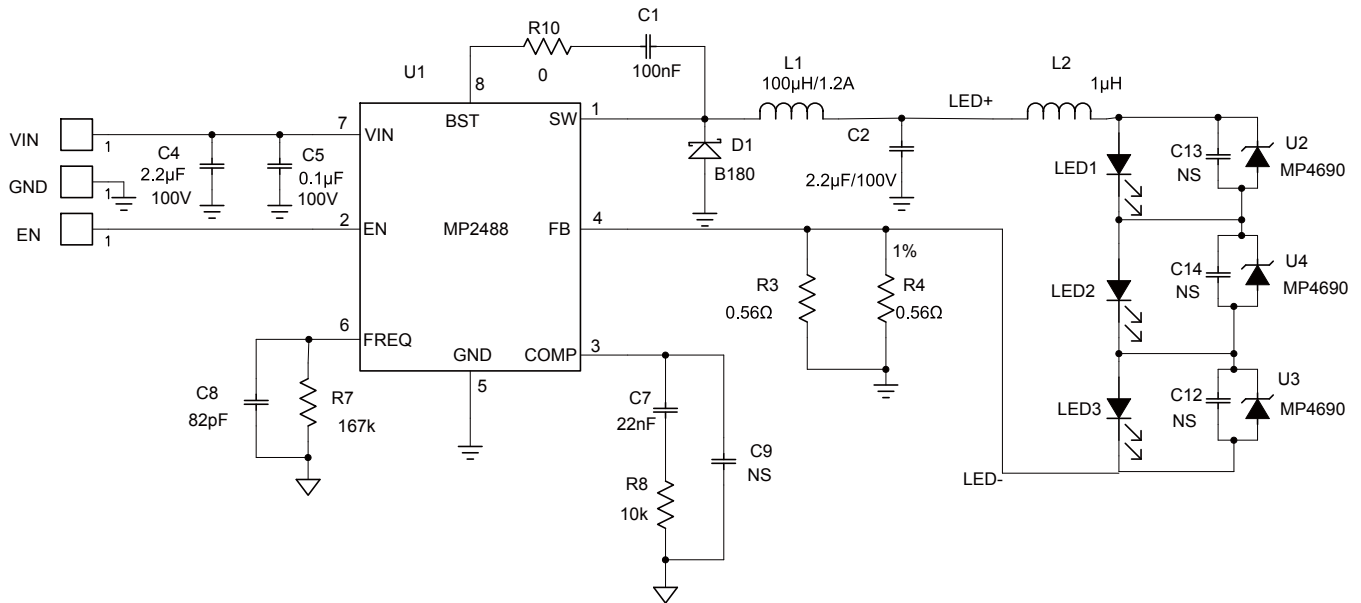 R10
0
C1
100nF
U1
8
BST
MP2488
VIN
1
GND
1
EN
1
C4
2.2µF
100V
C5
0.1µF
100V
7
VIN
2
EN
6
FREQ
GND
5
SW
1
FB
4
COMP
3
D1
B180
L1
100µH/1.2A
C2
2.2µF/100V
LED+
L2
1µH
LED1
C13
NS
U2
MP4690
LED2
C14
NS
U4
MP4690
LED3
C12
NS
U3
MP4690
LED-
R3
0.56Ω
1%
R4
0.56Ω
C8
82pF
R7
167k
C7
22nF
R8
10k
C9
NS